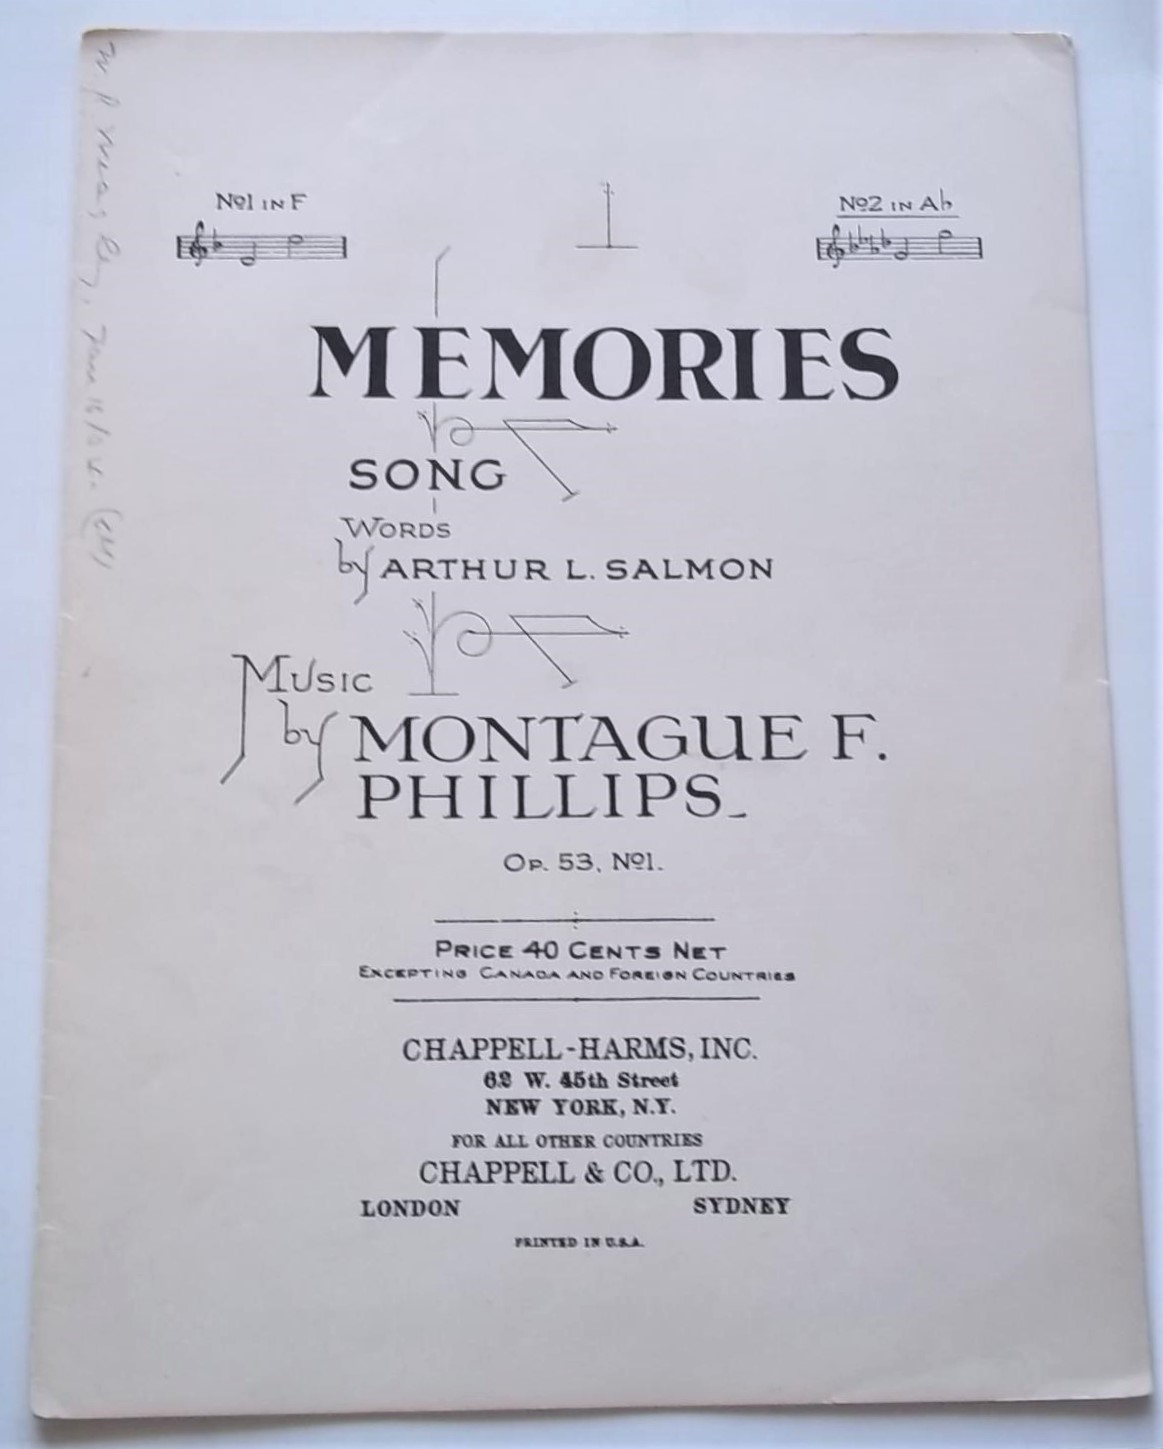 No1 IN F
No2 IN A♭
MEMORIES
SONG
WORDS
by ARTHUR L. SALMON
MUSIC
by MONTAGUE F.
PHILLIPS
OP. 53, No1.
PRICE 40 CENTS NET
EXCEPTING CANADA AND FOREIGN COUNTRIES
CHAPPELL-HARMS, INC.
62 W. 45th Street
NEW YORK, N.Y.
FOR ALL OTHER COUNTRIES
CHAPPELL & CO., LTD.
LONDON SYDNEY
PRINTED IN U.S.A.